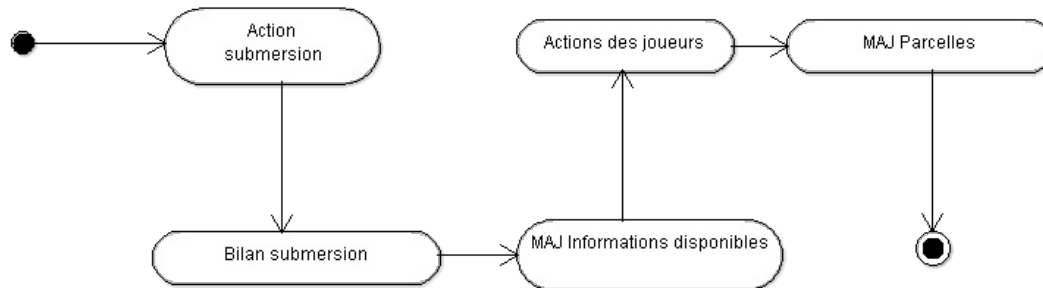 Action
submersion
Bilan submersion
MAJ Informations disponibles
Actions des joueurs
MAJ Parcelles